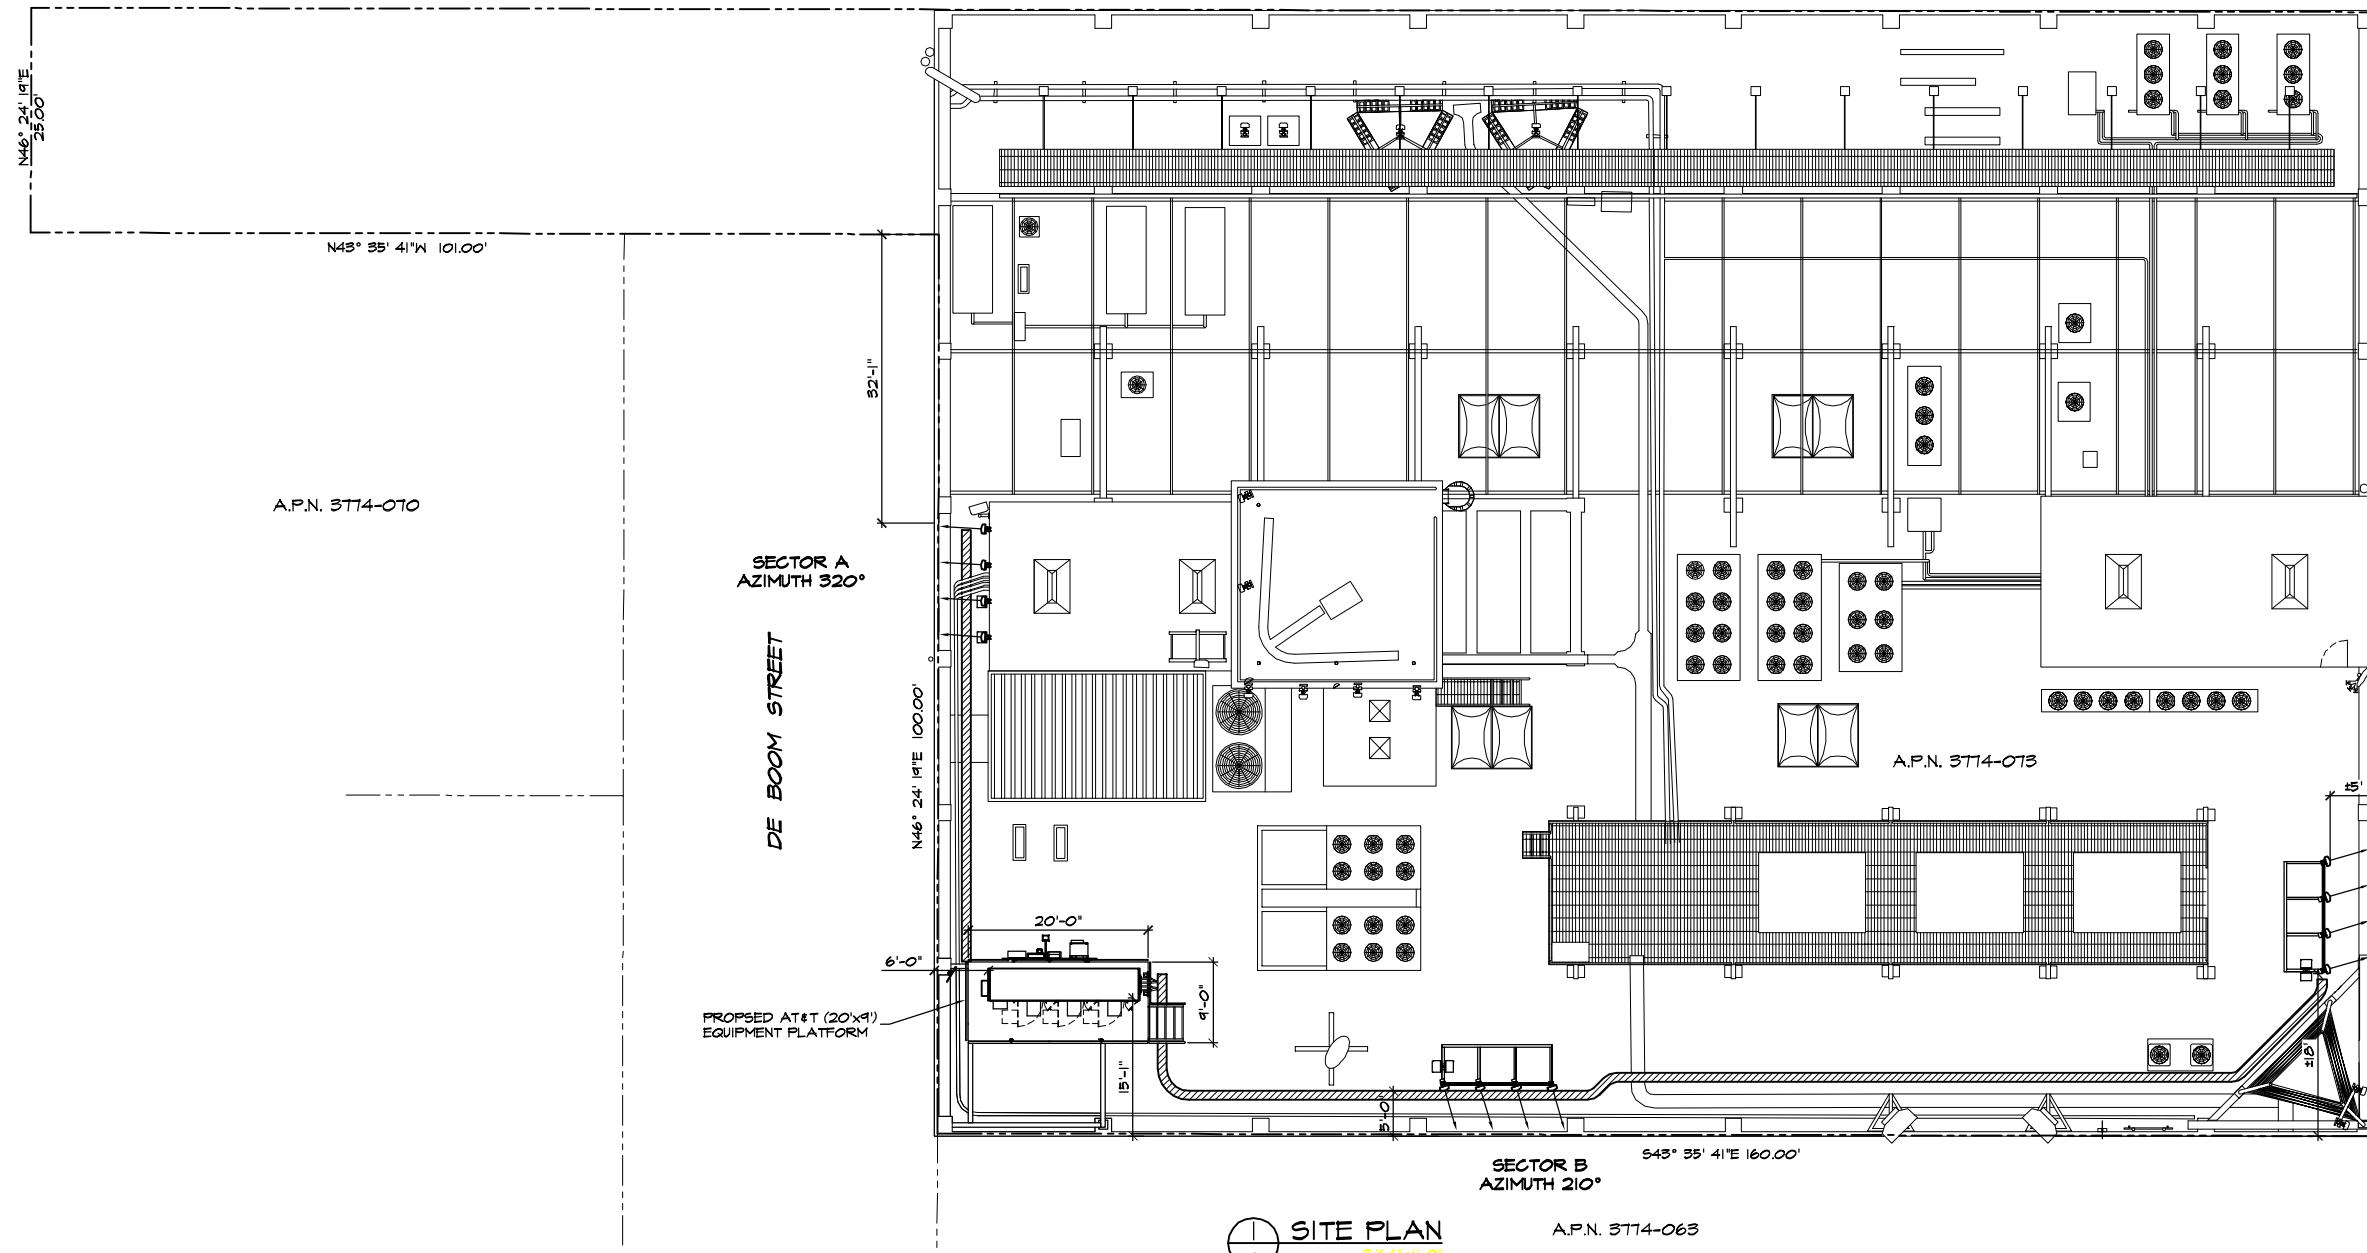 N46° 24' 19"E
25.00'
N43° 35' 41"W 101.00'
32'-1"
A.P.N. 3774-070
SECTOR A
AZIMUTH 320°
DE BOOM STREET
N46° 24' 19"E 100.00'
A.P.N. 3774-073
±5'
20'-0"
6'-0"
9'-0"
PROPSED AT&T (20'x9')
EQUIPMENT PLATFORM
15'-1"
5'-0"
±18'
S43° 35' 41"E 160.00'
SECTOR B
AZIMUTH 210°
SITE PLAN
A.P.N. 3774-063